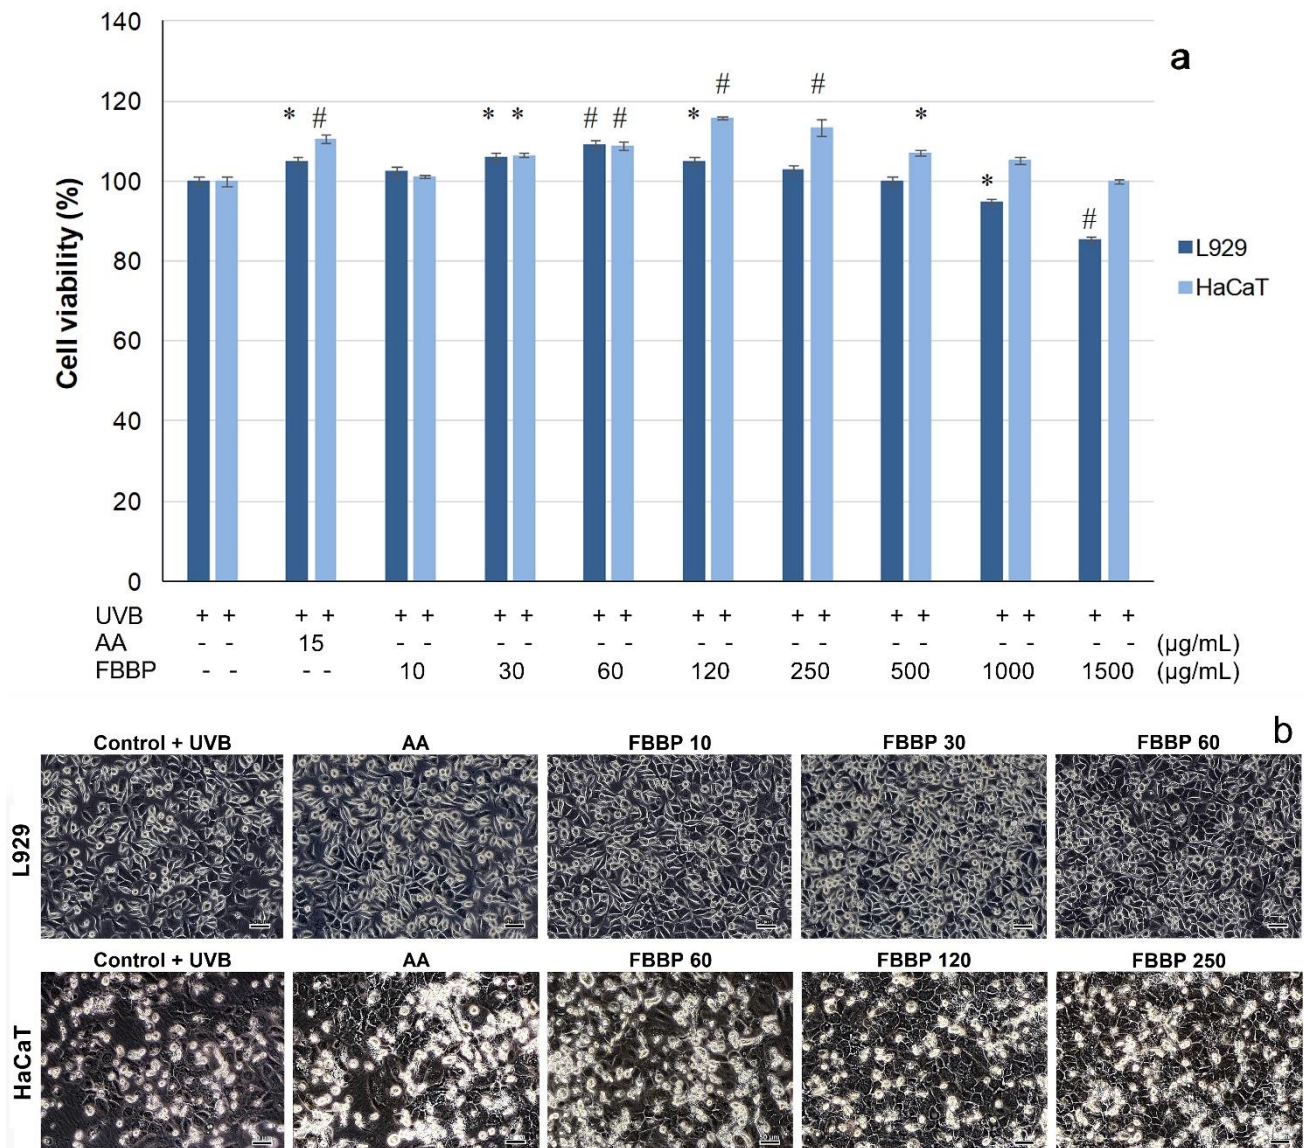 140
a
120
* # * * # # * # # *
100
*
#
80
60
40
20
0
Cell viability (%)
L929
HaCaT
UVB + + + + + + + + + + + + + + + + + + + +
AA - - 15 - - - - - - - - - - - - - - - - (µg/mL)
FBBP - - - - 10 30 60 120 250 500 1000 1500 (µg/mL)
b
Control + UVB AA FBBP 10 FBBP 30 FBBP 60
L929
Control + UVB AA FBBP 60 FBBP 120 FBBP 250
HaCaT